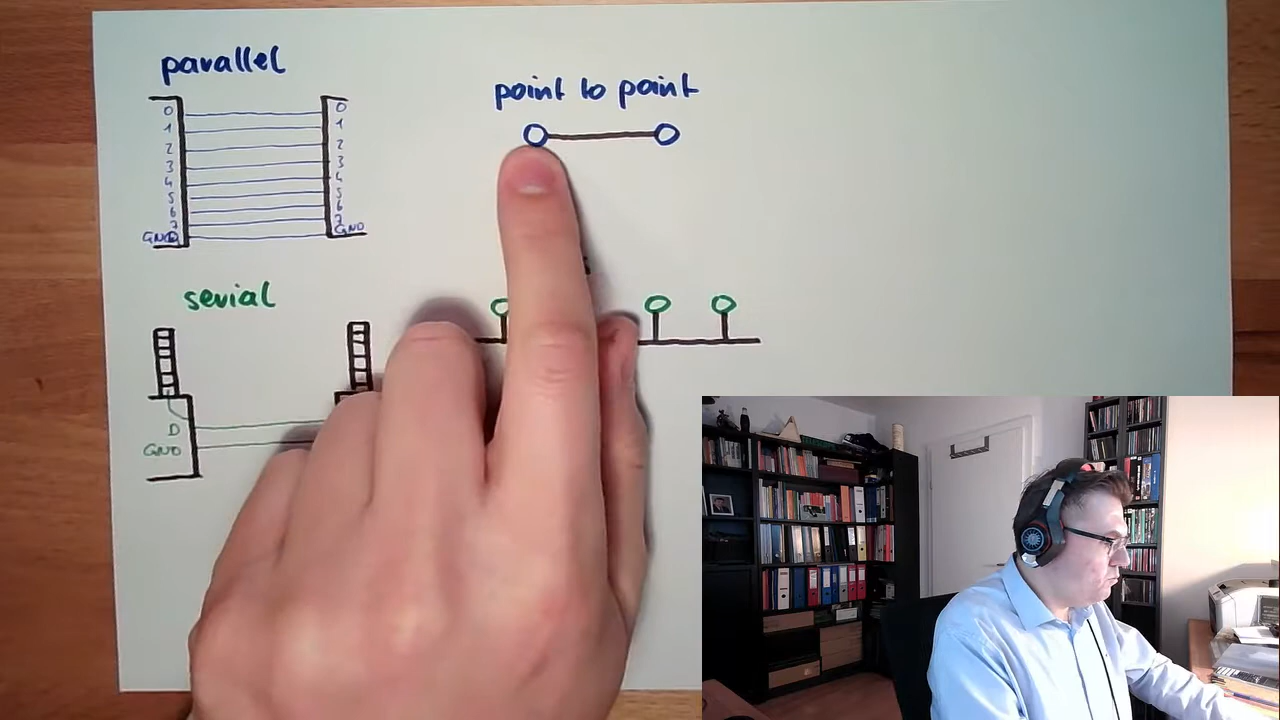 parallel
point to point
0 0
1 1
2 2
3 3
4 4
5 5
6 6
7 7
GND GND
serial
D
GND